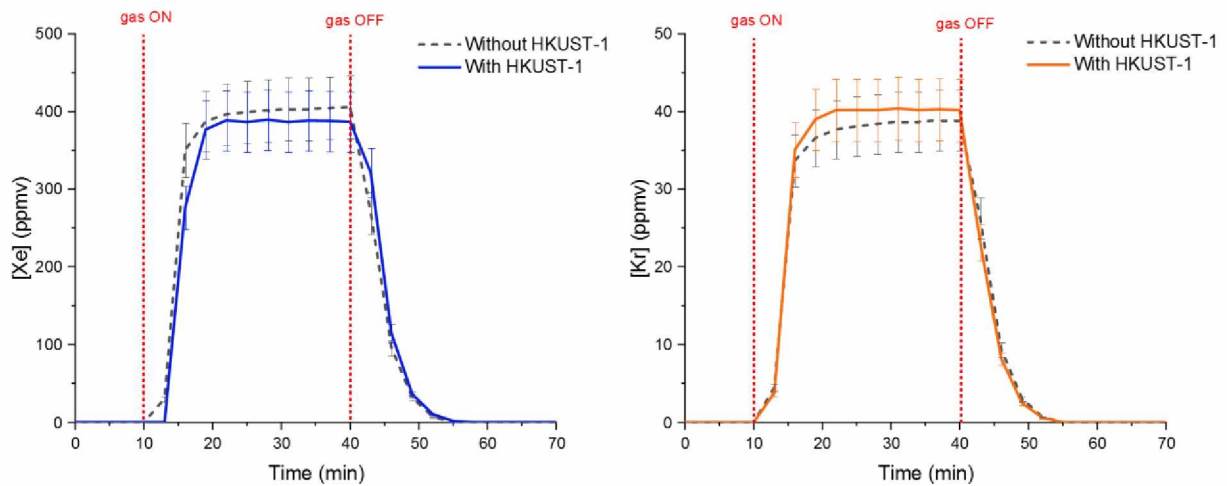 gas ON
gas OFF
500
400
300
200
100
0
[Xe] (ppmv)
Without HKUST-1
With HKUST-1
0 10 20 30 40 50 60 70
Time (min)
gas ON
gas OFF
50
40
30
20
10
0
[Kr] (ppmv)
Without HKUST-1
With HKUST-1
0 10 20 30 40 50 60 70
Time (min)